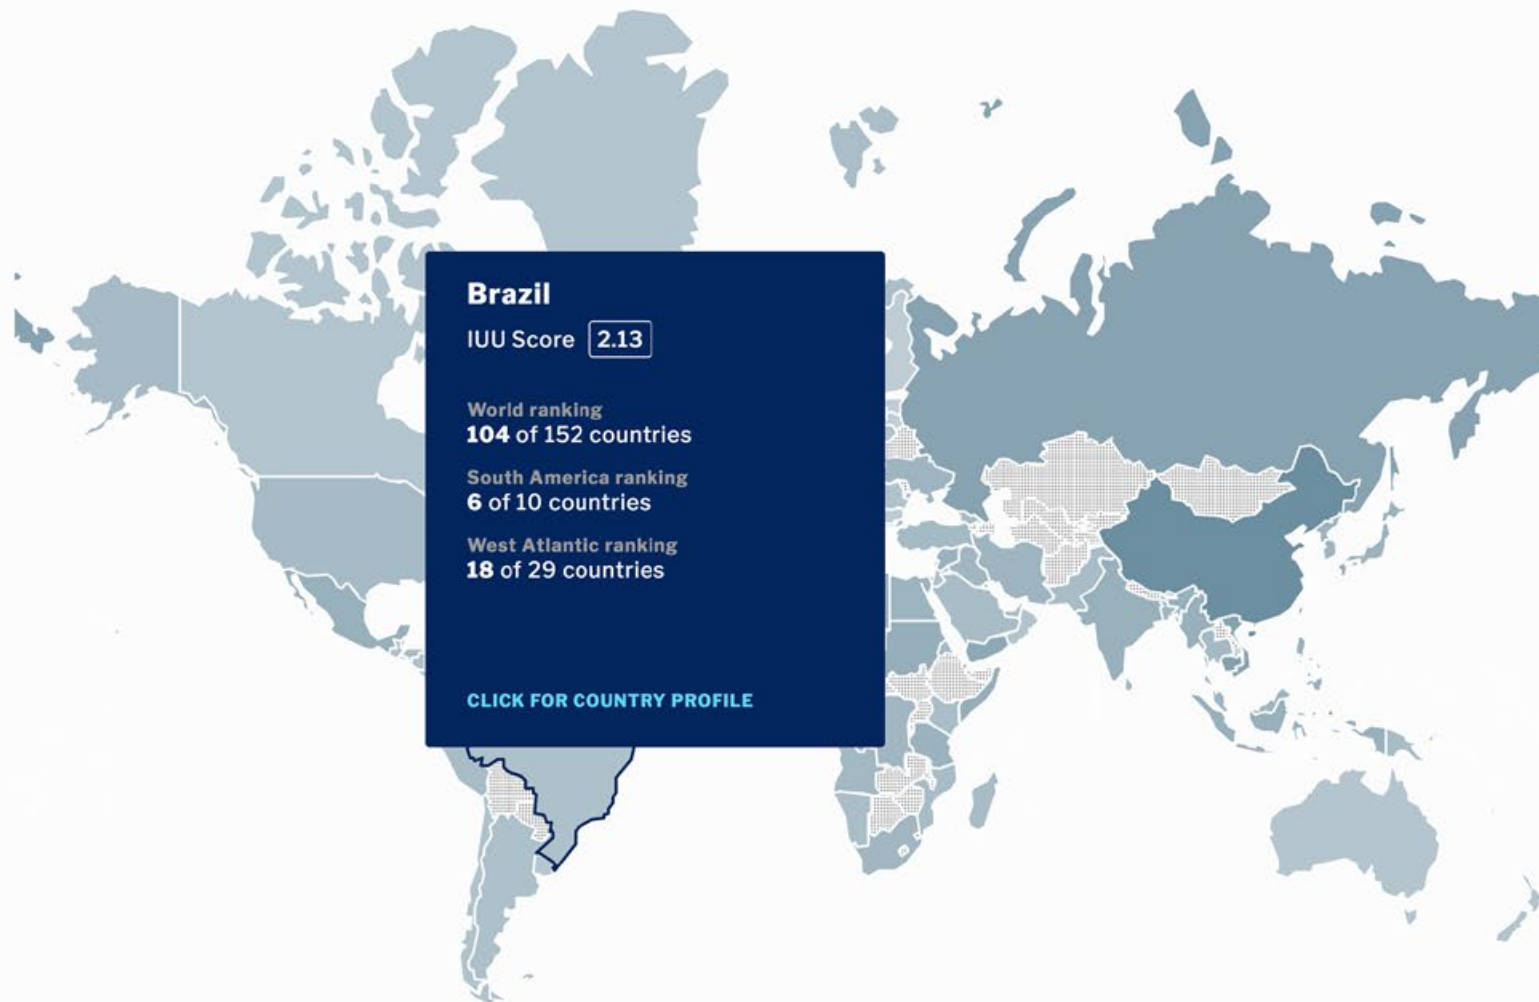 Brazil
IUU Score 2.13
World ranking
104 of 152 countries
South America ranking
6 of 10 countries
West Atlantic ranking
18 of 29 countries
CLICK FOR COUNTRY PROFILE